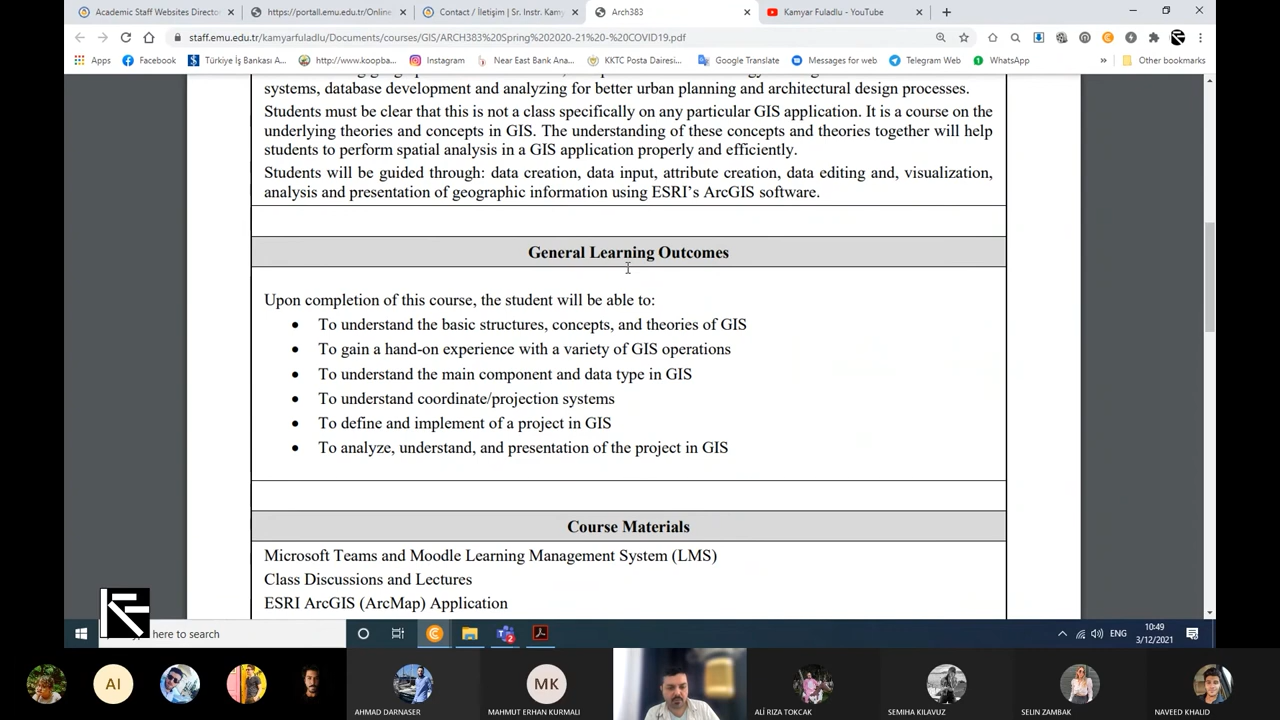 Academic Staff Websites Directo
https://portall.emu.edu.tr/Online
Contact / İletişim | Sr. Instr. Kam
Arch383
Kamyar Fuladlu - YouTube
staff.emu.edu.tr/kamyarfuladlu/Documents/courses/GIS/ARCH383%20Spring%202020-21%20-%20COVID19.pdf
Apps
Facebook
Türkiye İş Bankası A...
http://www.koopba...
Instagram
Near East Bank Ana...
KKTC Para Dairesi...
Google Translate
Messages for web
Telegram Web
WhatsApp
»
Other bookmarks
systems, database development and analyzing for better urban planning and architectural design processes.
Students must be clear that this is not a class specifically on any particular GIS application. It is a course on the
underlying theories and concepts in GIS. The understanding of these concepts and theories together will help
students to perform spatial analysis in a GIS application properly and efficiently.
Students will be guided through: data creation, data input, attribute creation, data editing and, visualization,
analysis and presentation of geographic information using ESRI’s ArcGIS software.
General Learning Outcomes
Upon completion of this course, the student will be able to:
• To understand the basic structures, concepts, and theories of GIS
• To gain a hand-on experience with a variety of GIS operations
• To understand the main component and data type in GIS
• To understand coordinate/projection systems
• To define and implement of a project in GIS
• To analyze, understand, and presentation of the project in GIS
Course Materials
Microsoft Teams and Moodle Learning Management System (LMS)
Class Discussions and Lectures
ESRI ArcGIS (ArcMap) Application
here to search
ENG
10:49
3/12/2021
AI
MK
AHMAD DARNASER
MAHMUT ERHAN KURMALI
ALİ RIZA TOKCAK
SEMIHA KILAVUZ
SELIN ZAMBAK
NAVEED KHALID